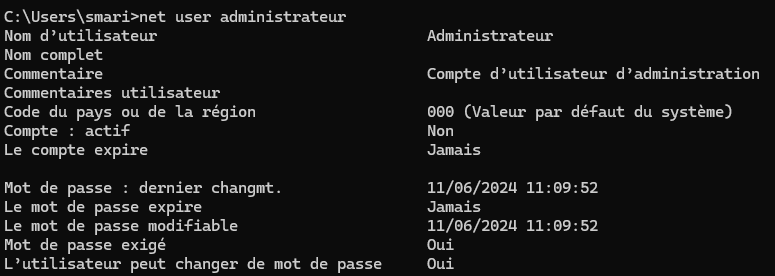 C:\Users\smari>net user administrateur
Nom d’utilisateur Administrateur
Nom complet
Commentaire Compte d’utilisateur d’administration
Commentaires utilisateur
Code du pays ou de la région 000 (Valeur par défaut du système)
Compte : actif Non
Le compte expire Jamais
Mot de passe : dernier changmt. 11/06/2024 11:09:52
Le mot de passe expire Jamais
Le mot de passe modifiable 11/06/2024 11:09:52
Mot de passe exigé Oui
L’utilisateur peut changer de mot de passe Oui